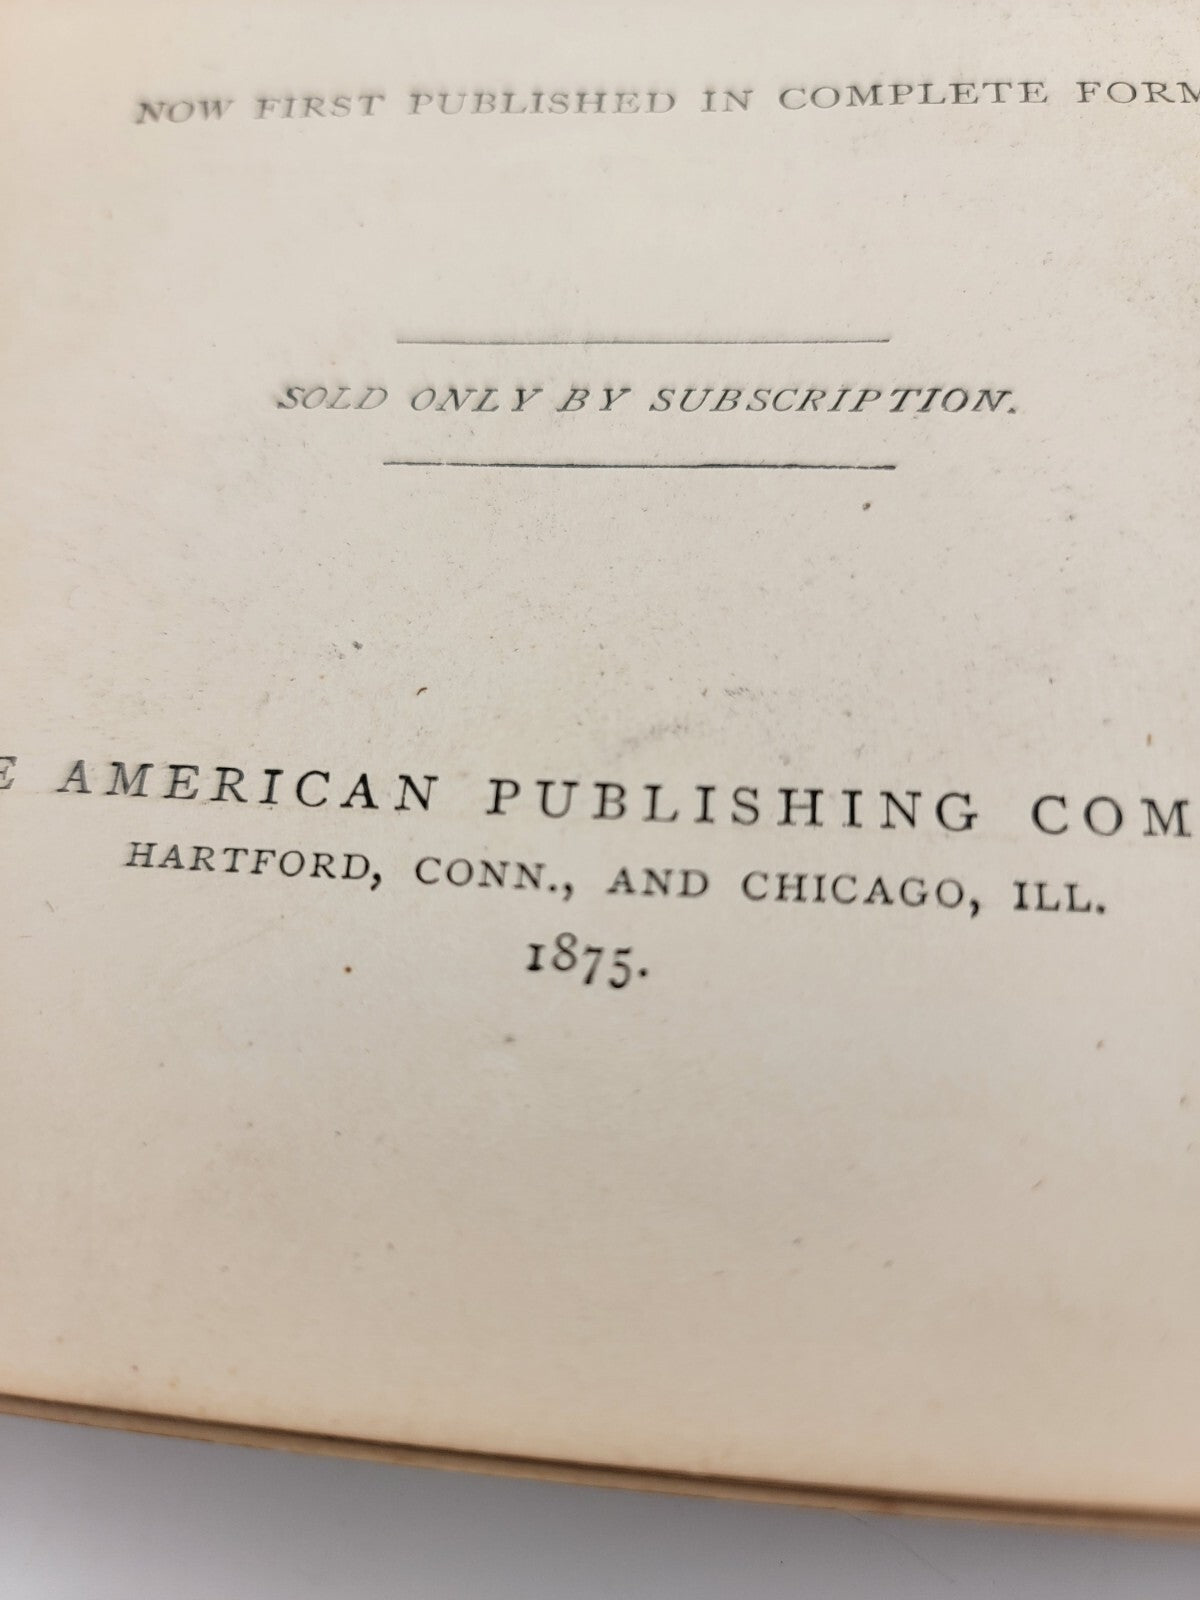 NOW FIRST PUBLISHED IN COMPLETE FORM
SOLD ONLY BY SUBSCRIPTION.
E AMERICAN PUBLISHING COM
HARTFORD, CONN., AND CHICAGO, ILL.
1875.